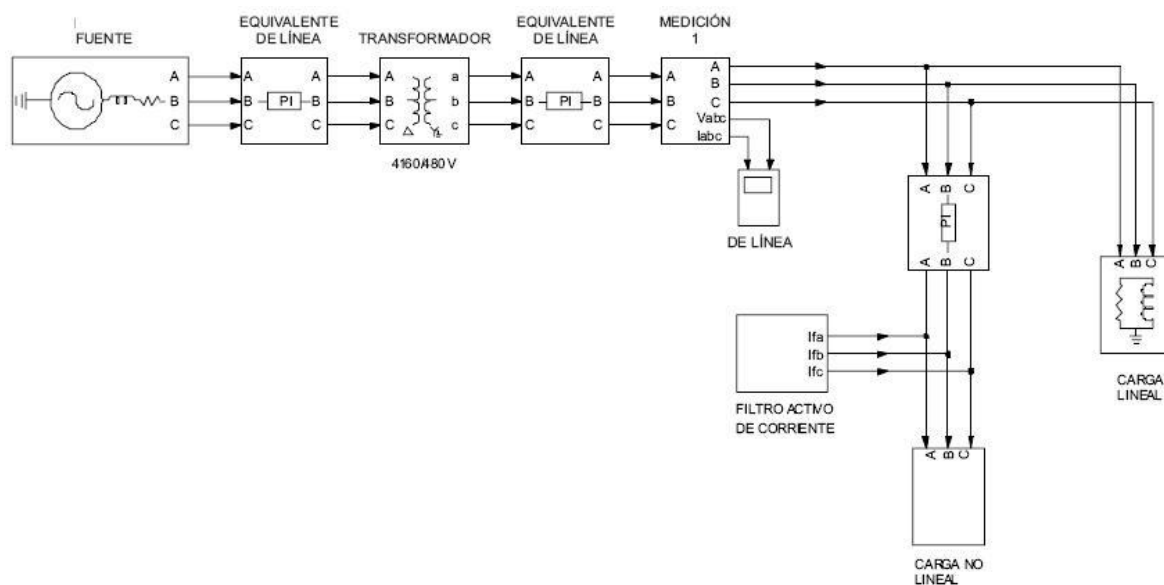 FUENTE
A
B
C
EQUIVALENTE
DE LÍNEA
A A
B PI B
C C
TRANSFORMADOR
A a
B b
C c
4160/480 V
EQUIVALENTE
DE LÍNEA
A A
B PI B
C C
MEDICIÓN
1
A A
B B
C C
Vabc
Iabc
DE LÍNEA
A B C
PI
A B C
A B C
CARGA
LINEAL
Ifa
Ifb
Ifc
FILTRO ACTIVO
DE CORRIENTE
A B C
CARGA NO
LINEAL